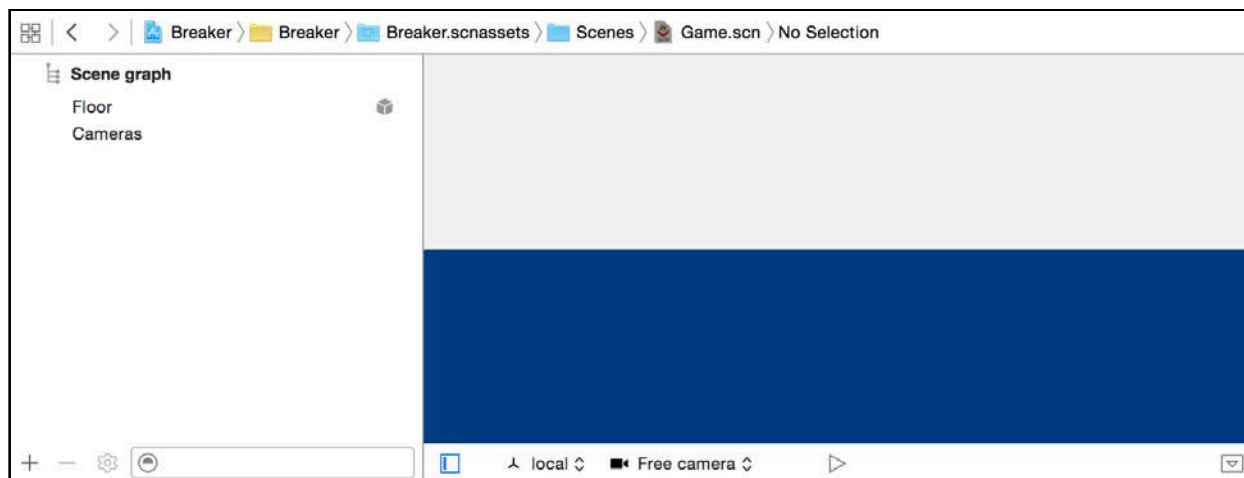 Breaker 〉 Breaker 〉 Breaker.scnassets 〉 Scenes 〉 Game.scn 〉 No Selection
Scene graph
Floor
Cameras
local Free camera